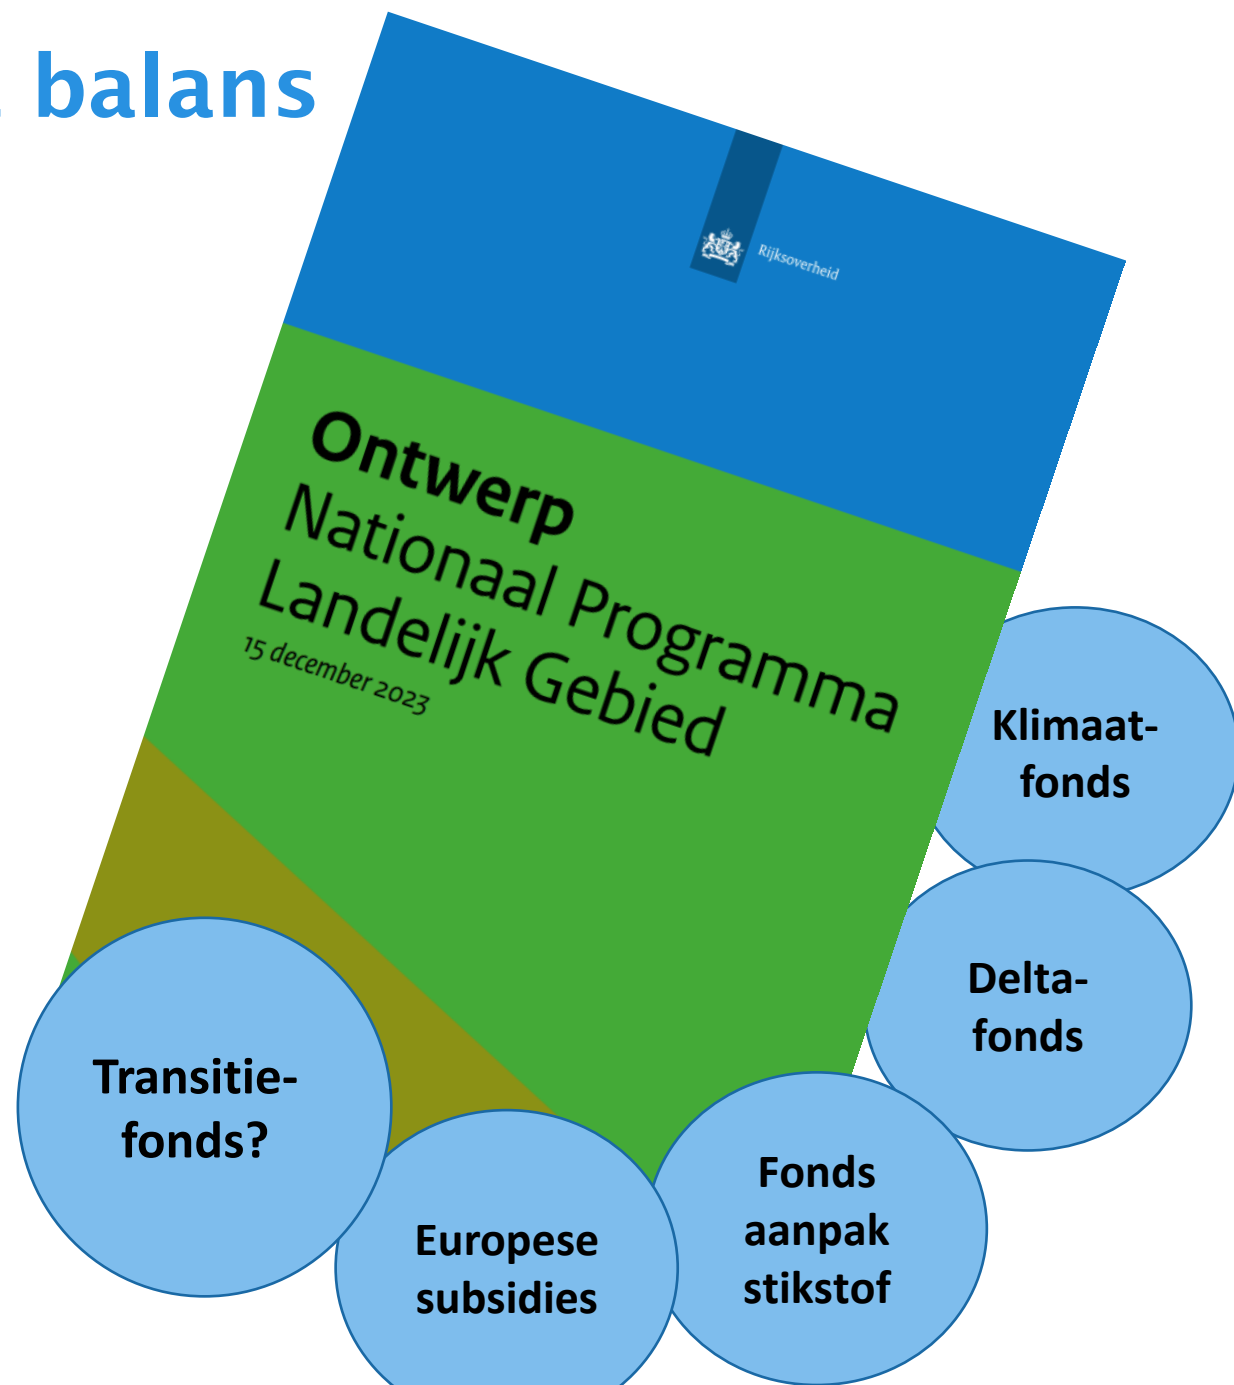 balans
Rijksoverheid
Ontwerp
Nationaal Programma
Landelijk Gebied
15 december 2023
Klimaat-
fonds
Delta-
fonds
Transitie-
fonds?
Fonds
aanpak
stikstof
Europese
subsidies